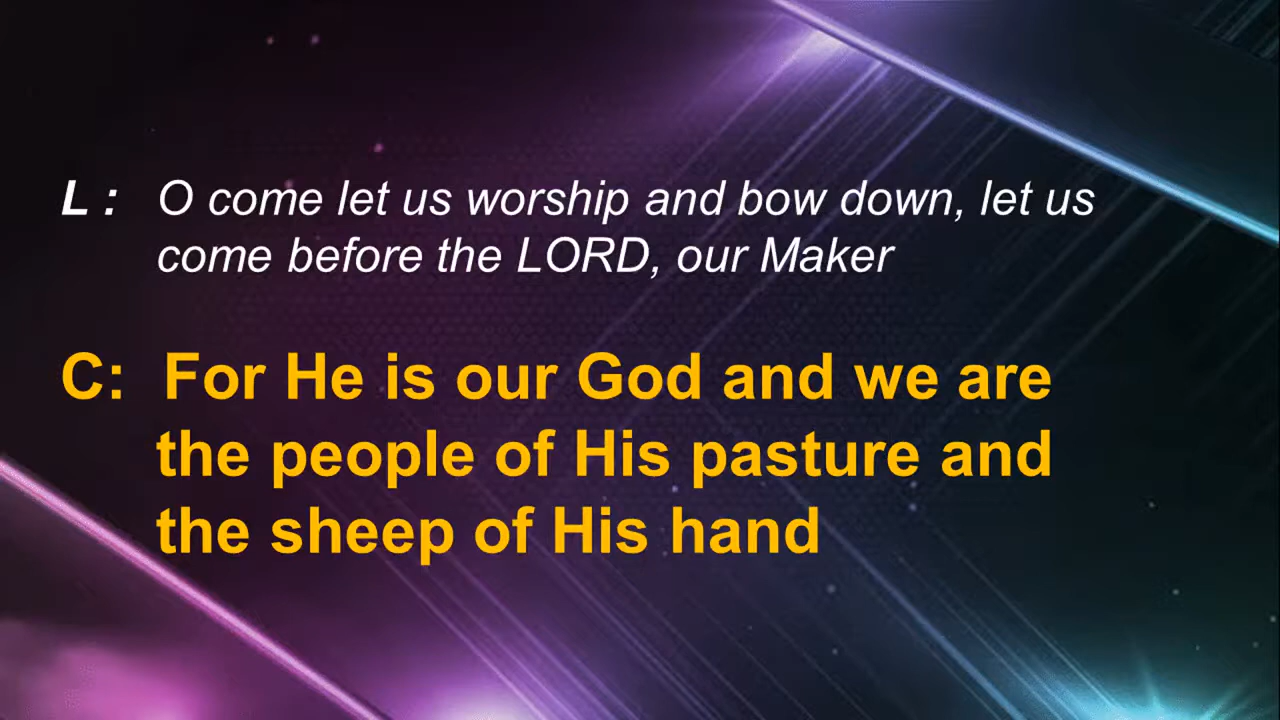 L : O come let us worship and bow down, let us
come before the LORD, our Maker
C: For He is our God and we are
the people of His pasture and
the sheep of His hand